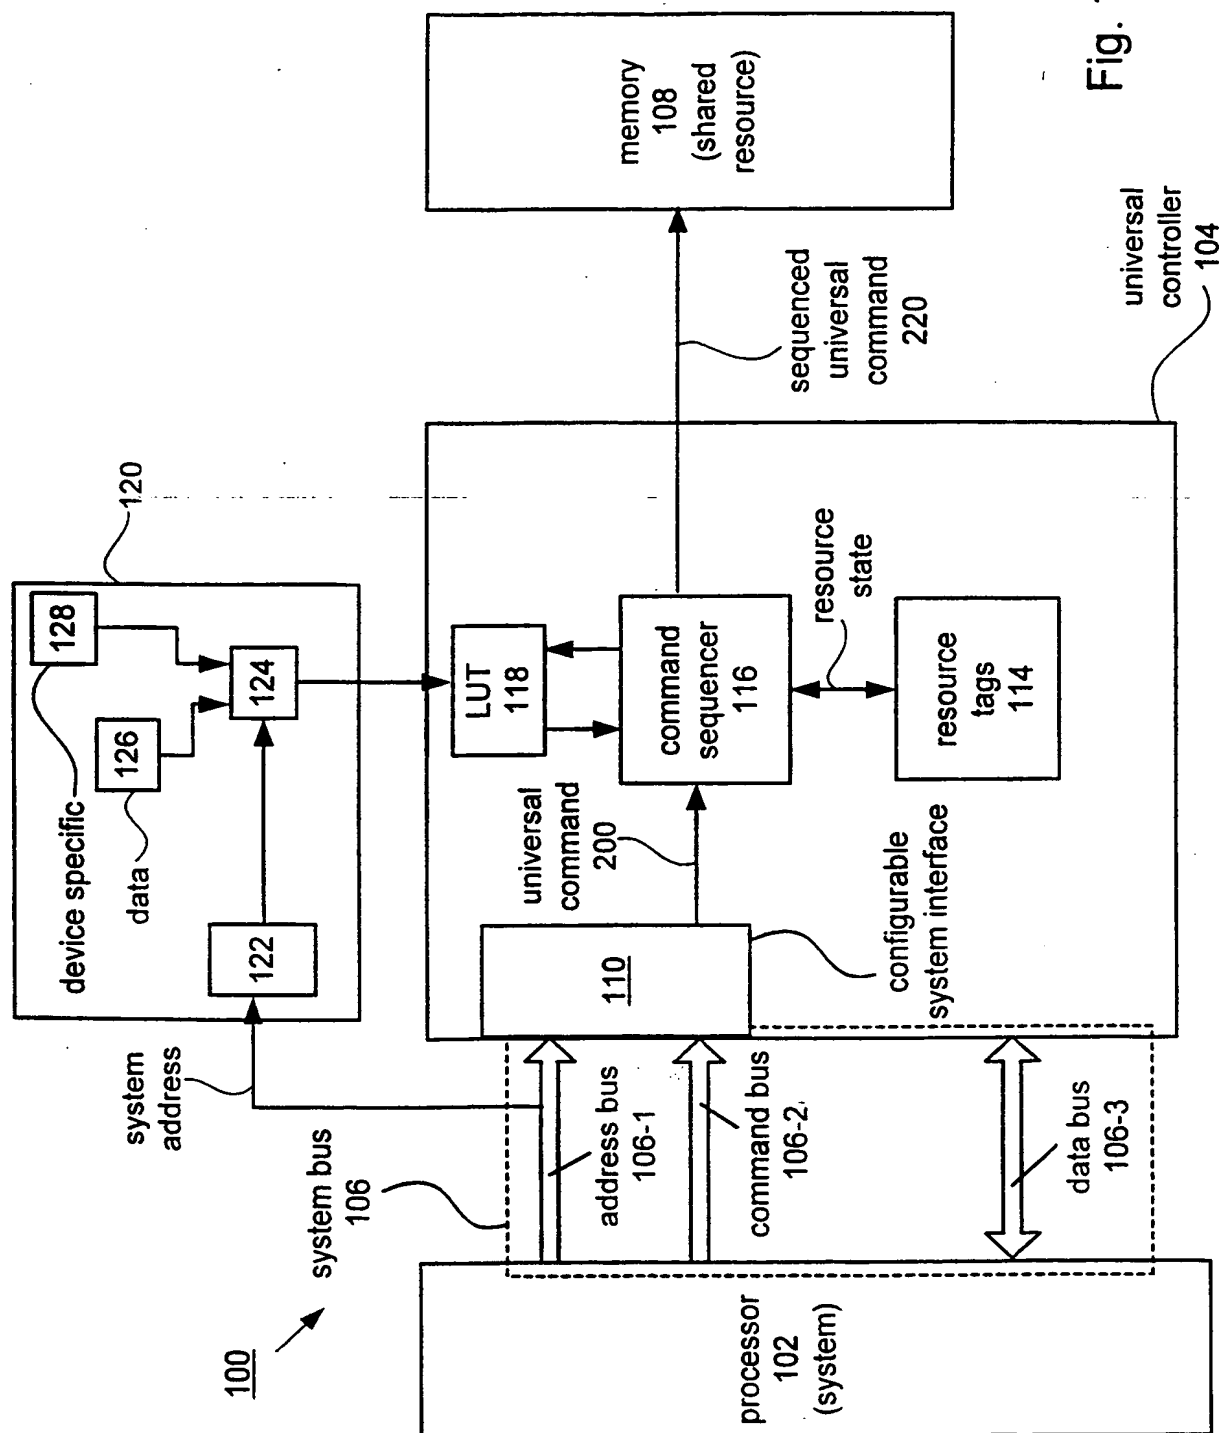 100
system bus
106
system
address
processor
102
(system)
address bus
106-1
command bus
106-2
data bus
106-3
122
124
126
128
data
device specific
120
110
configurable
system interface
universal
command
200
LUT
118
command
sequencer
116
resource
state
resource
tags
114
sequenced
universal
command
220
universal
controller
104
memory
108
(shared
resource)
Fig.